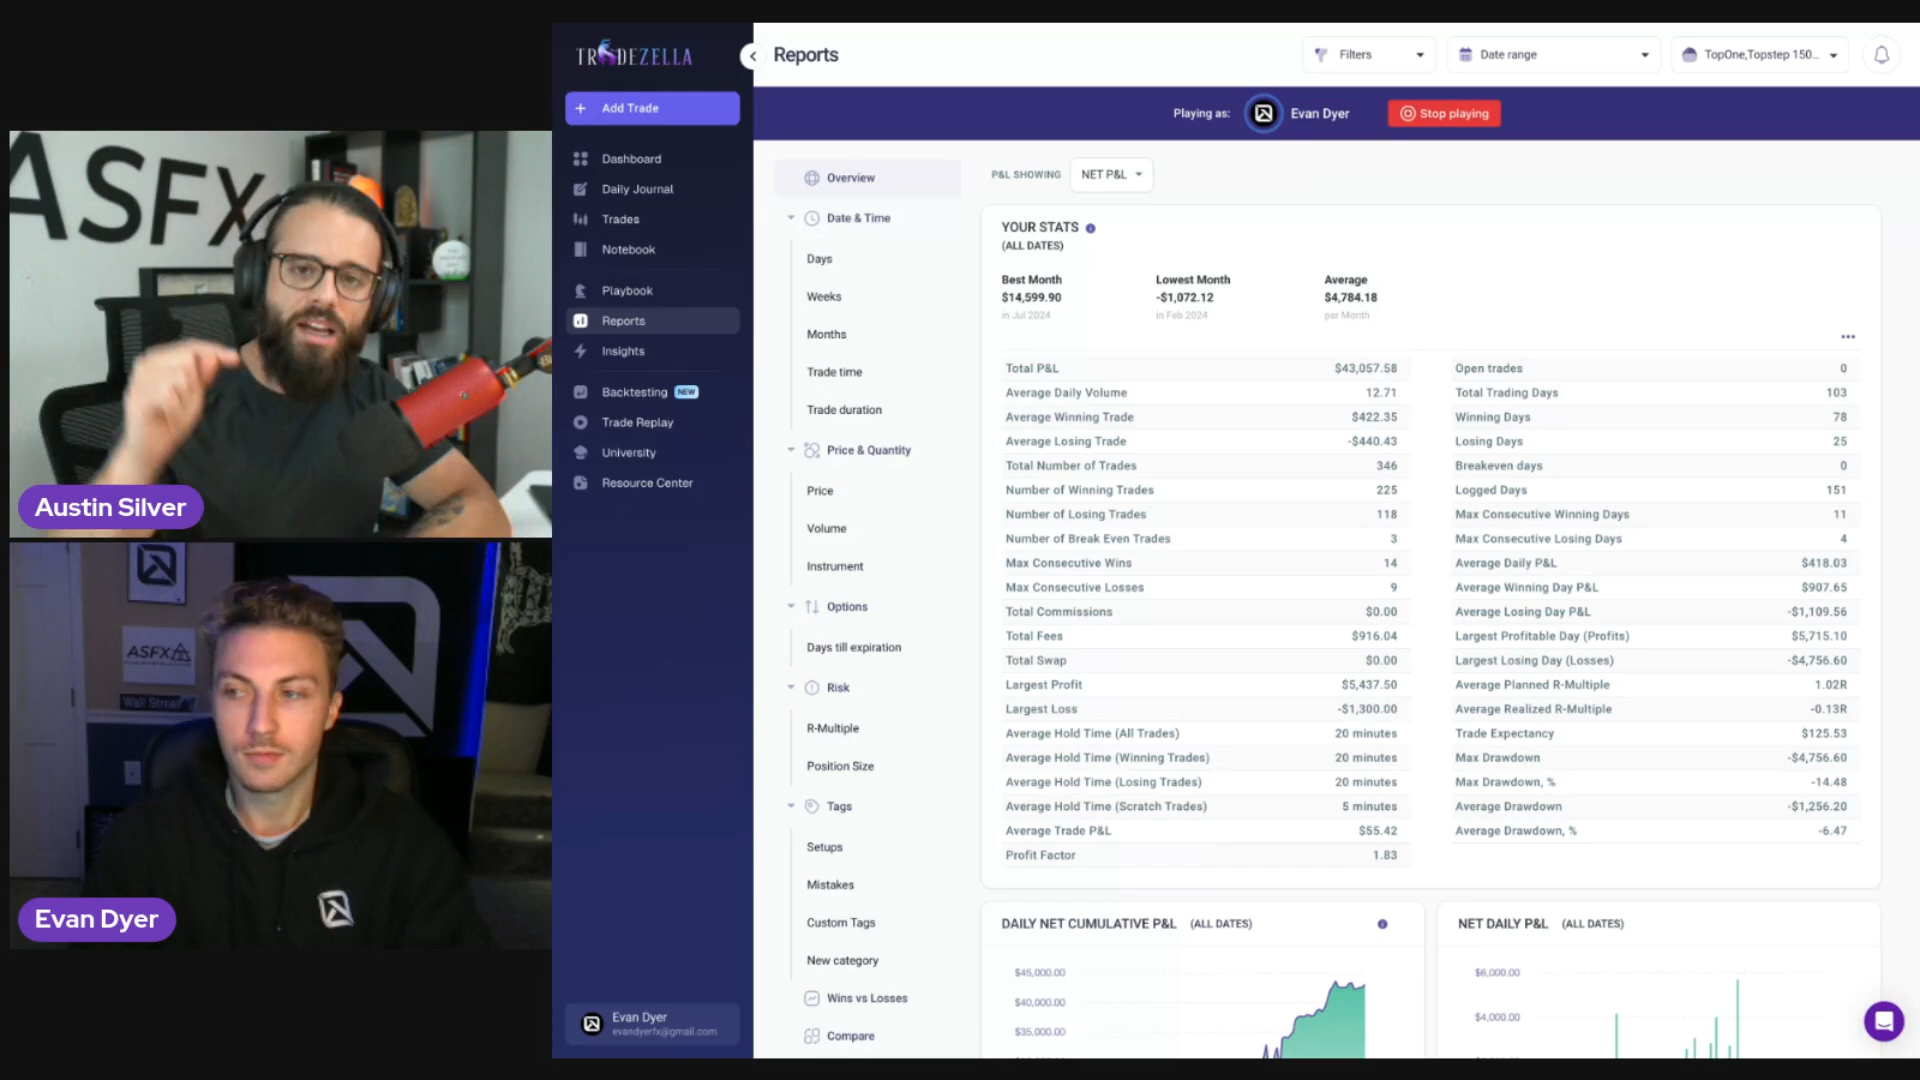 ASFX
Austin Silver
ASFX
Wall Street
Evan Dyer
TRADEZELLA
Add Trade
Dashboard
Daily Journal
Trades
Notebook
Playbook
Reports
Insights
Backtesting NEW
Trade Replay
University
Resource Center
Evan Dyer
evandyerfx@gmail.com
Reports
Filters
Date range
TopOne,Topstep 150...
Playing as:
Evan Dyer
Stop playing
Overview
Date & Time
Days
Weeks
Months
Trade time
Trade duration
Price & Quantity
Price
Volume
Instrument
Options
Days till expiration
Risk
R-Multiple
Position Size
Tags
Setups
Mistakes
Custom Tags
New category
Wins vs Losses
Compare
P&L SHOWING
NET P&L
YOUR STATS
(ALL DATES)
Best Month
$14,599.90
in Jul 2024
Lowest Month
-$1,072.12
in Feb 2024
Average
$4,784.18
per Month
Total P&L $43,057.58
Average Daily Volume 12.71
Average Winning Trade $422.35
Average Losing Trade -$440.43
Total Number of Trades 346
Number of Winning Trades 225
Number of Losing Trades 118
Number of Break Even Trades 3
Max Consecutive Wins 14
Max Consecutive Losses 9
Total Commissions $0.00
Total Fees $916.04
Total Swap $0.00
Largest Profit $5,437.50
Largest Loss -$1,300.00
Average Hold Time (All Trades) 20 minutes
Average Hold Time (Winning Trades) 20 minutes
Average Hold Time (Losing Trades) 20 minutes
Average Hold Time (Scratch Trades) 5 minutes
Average Trade P&L $55.42
Profit Factor 1.83
Open trades 0
Total Trading Days 103
Winning Days 78
Losing Days 25
Breakeven days 0
Logged Days 151
Max Consecutive Winning Days 11
Max Consecutive Losing Days 4
Average Daily P&L $418.03
Average Winning Day P&L $907.65
Average Losing Day P&L -$1,109.56
Largest Profitable Day (Profits) $5,715.10
Largest Losing Day (Losses) -$4,756.60
Average Planned R-Multiple 1.02R
Average Realized R-Multiple -0.13R
Trade Expectancy $125.53
Max Drawdown -$4,756.60
Max Drawdown, % -14.48
Average Drawdown -$1,256.20
Average Drawdown, % -6.47
DAILY NET CUMULATIVE P&L (ALL DATES)
$45,000.00
$40,000.00
$35,000.00
NET DAILY P&L (ALL DATES)
$6,000.00
$4,000.00